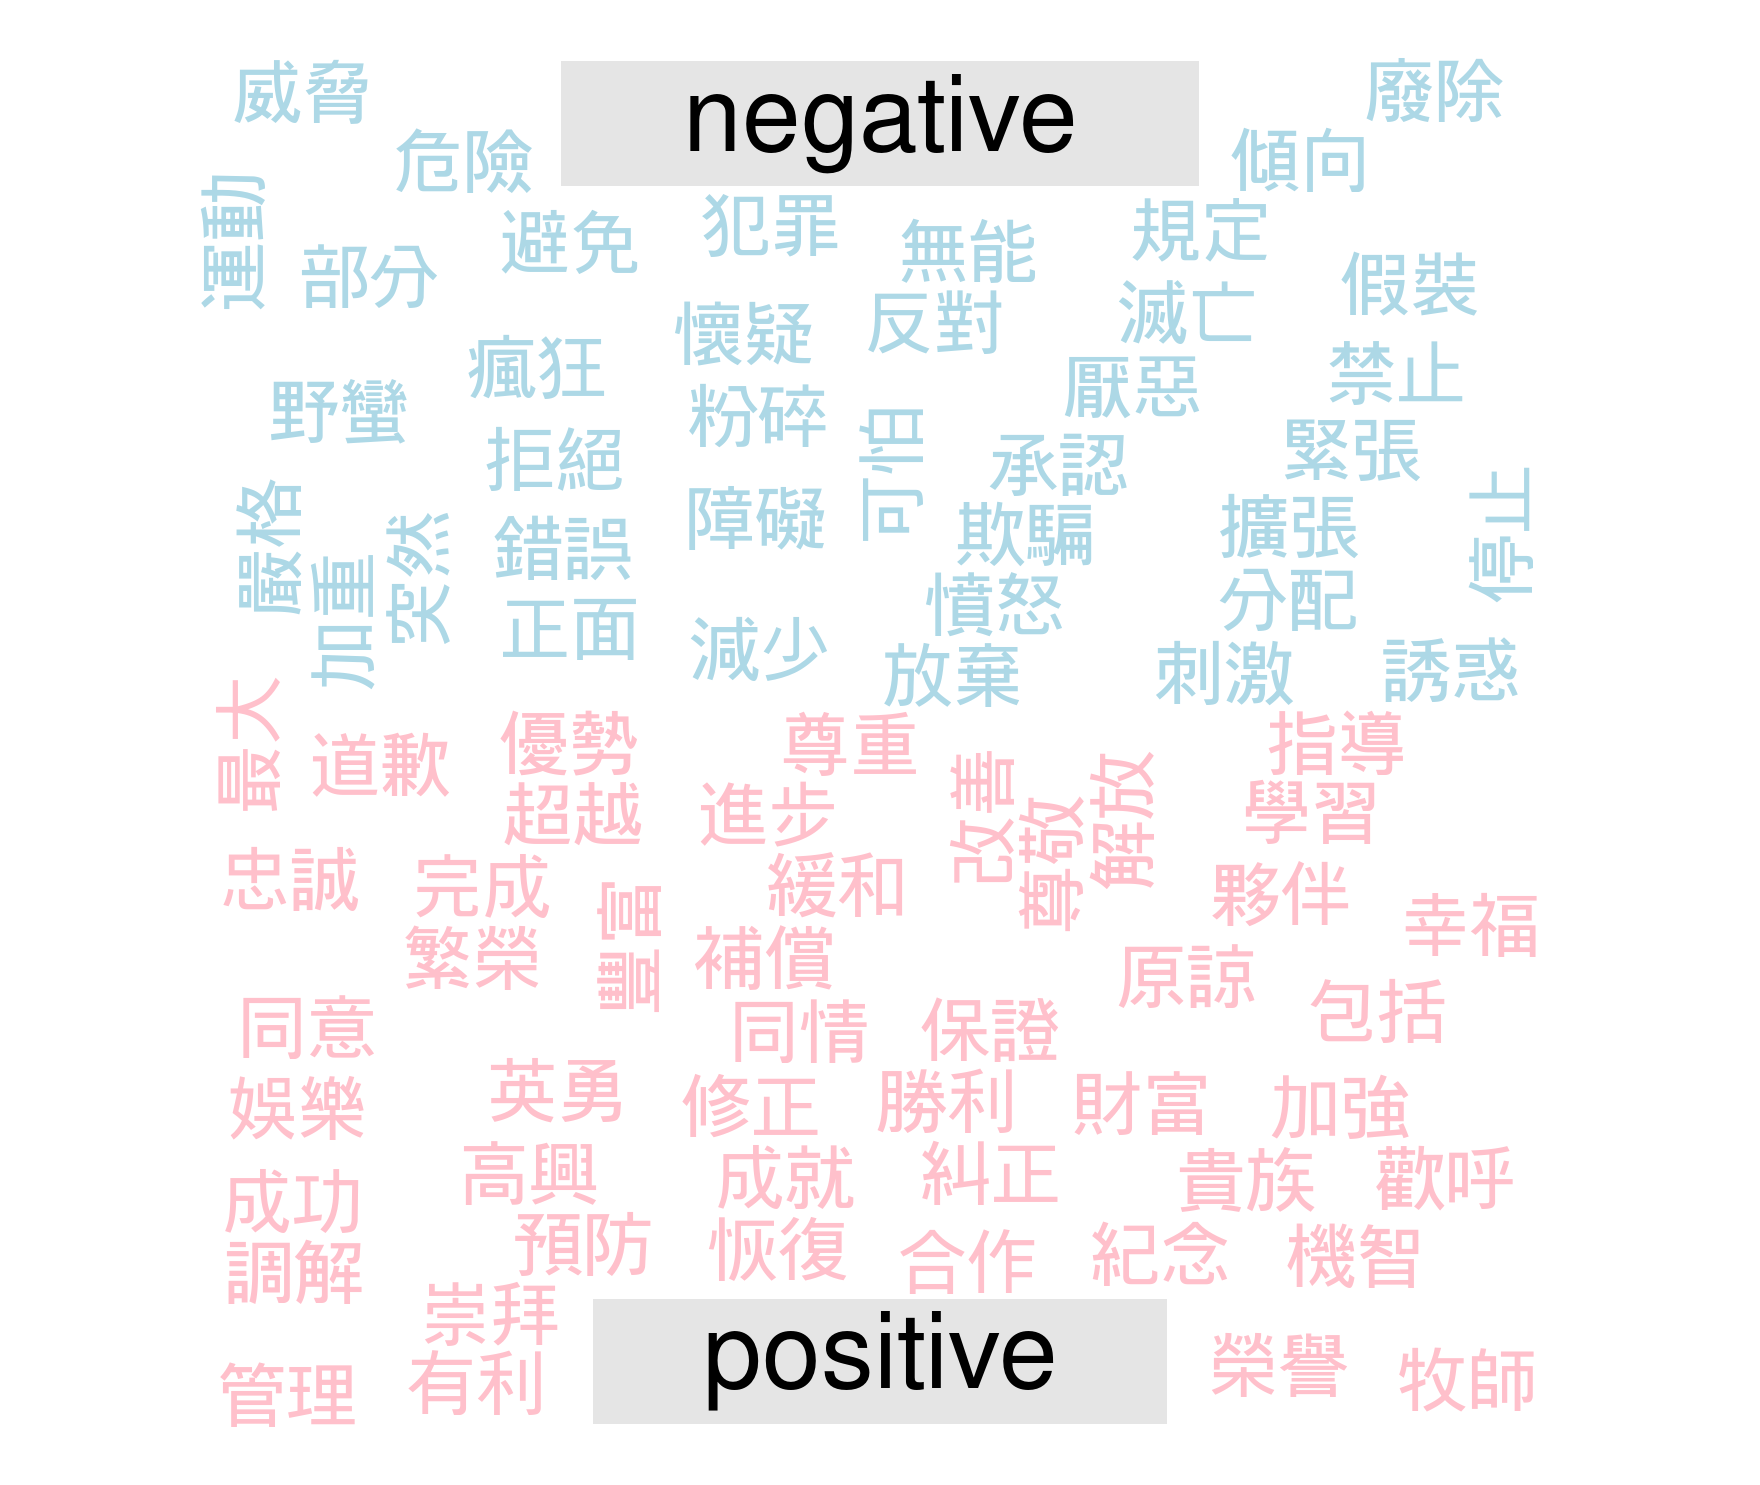 威脅
negative
廢除
危險
傾向
運動
部分
避免
犯罪
無能
規定
假裝
懷疑
反對
滅亡
瘋狂
厭惡
禁止
野蠻
粉碎
可怕
拒絕
承認
緊張
嚴格
加重
突然
錯誤
障礙
欺騙
擴張
停止
正面
憤怒
分配
減少
放棄
刺激
誘惑
最大
道歉
優勢
尊重
指導
超越
進步
改善
尊敬
解放
學習
忠誠
完成
豐富
緩和
夥伴
幸福
繁榮
補償
原諒
同意
同情
保證
包括
娛樂
英勇
修正
勝利
財富
加強
成功
高興
成就
糾正
貴族
歡呼
調解
預防
恢復
合作
紀念
機智
崇拜
positive
管理
有利
榮譽
牧師